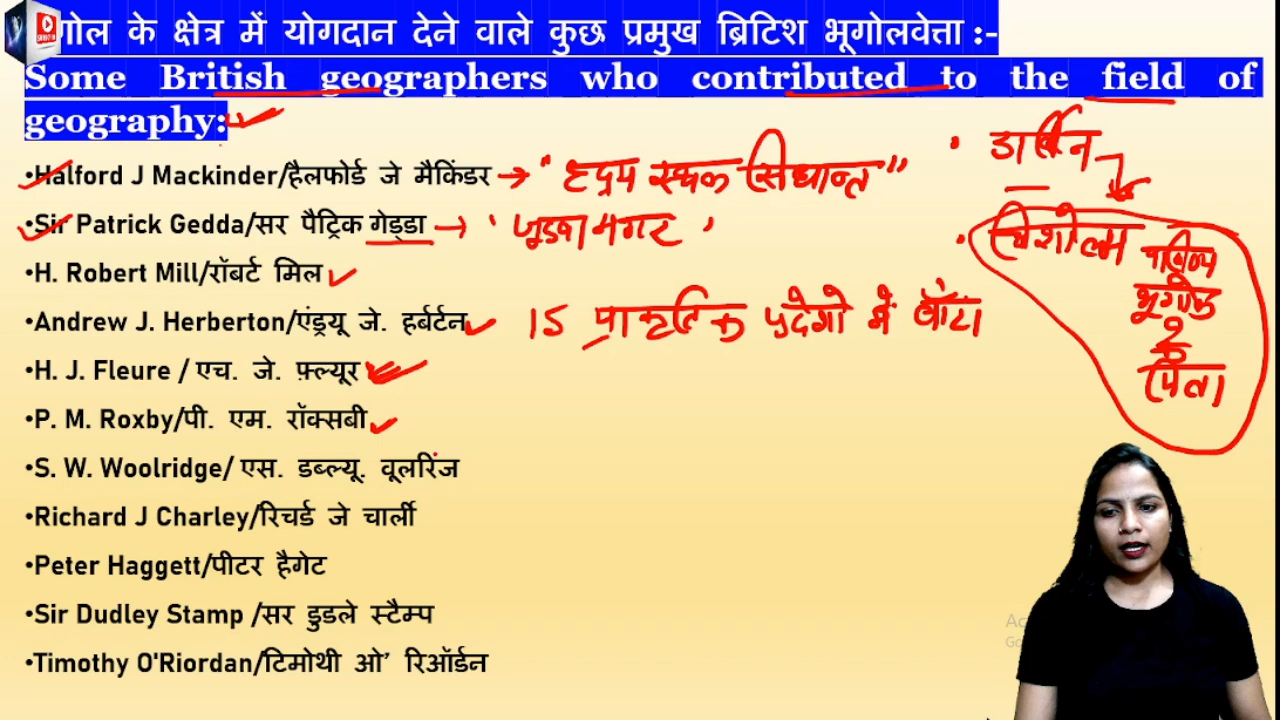 गोल के क्षेत्र में योगदान देने वाले कुछ प्रमुख ब्रिटिश भूगोलवेत्ता :-
Some British geographers who contributed to the field of
geography:
•Halford J Mackinder/हैलफोर्ड जे मैकिंडर → "हृदय स्थल सिद्धान्त"
•Sir Patrick Gedda/सर पैट्रिक गेड्डा → 'जुड़वा नगर'
•H. Robert Mill/रॉबर्ट मिल
•Andrew J. Herberton/एंड्रयू जे. हर्बर्टन 15 प्राकृतिक प्रदेशो में बाँटा
•H. J. Fleure / एच. जे. फ़्ल्यूर
•P. M. Roxby/पी. एम. रॉक्सबी
•S. W. Woolridge/ एस. डब्ल्यू. वूलरिंज
•Richard J Charley/रिचर्ड जे चार्ली
•Peter Haggett/पीटर हैगेट
•Sir Dudley Stamp /सर डुडले स्टैम्प
•Timothy O'Riordan/टिमोथी ओ' रिऑर्डन
• डार्विन
• चिशोल्म
भूगोल
के
पिता